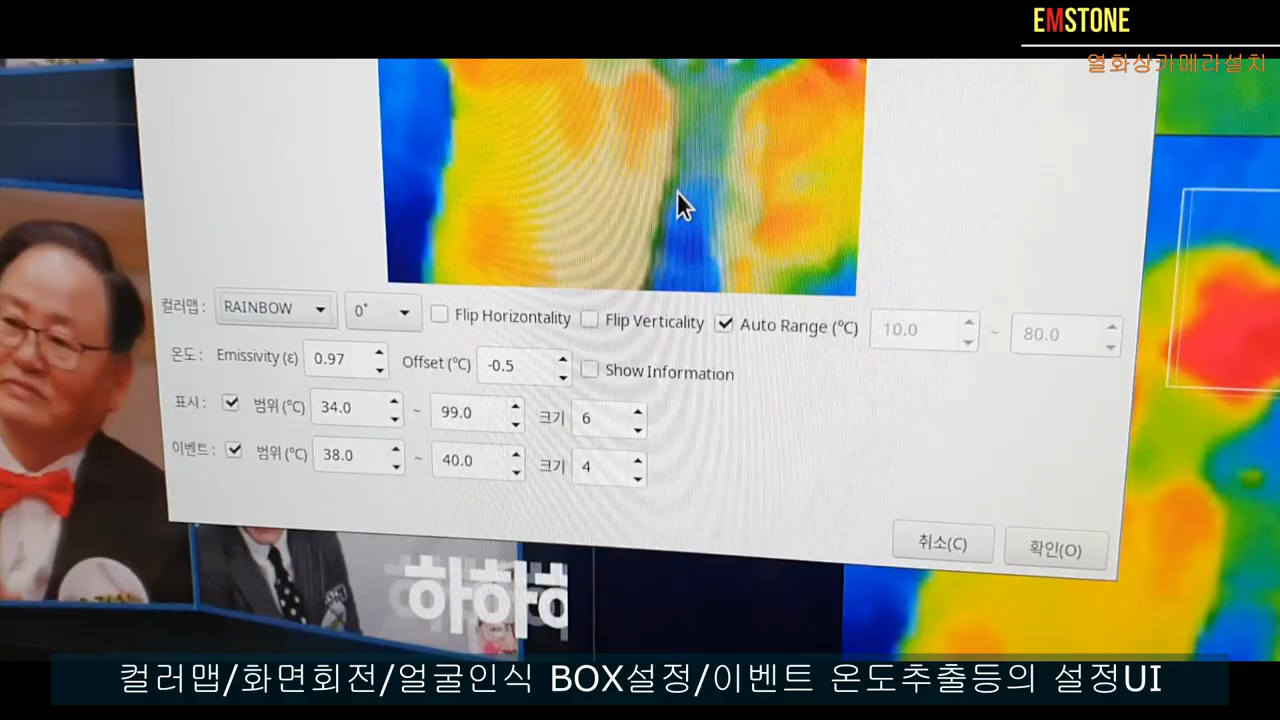 EMSTONE
열화상카메라설치
컬러맵 : RAINBOW 0° Flip Horizontality Flip Verticality Auto Range (℃) 10.0 ~ 80.0
온도 : Emissivity (ε) 0.97 Offset (℃) -0.5 Show Information
표시 : 범위 (℃) 34.0 ~ 99.0 크기 6
이벤트 : 범위 (℃) 38.0 ~ 40.0 크기 4
취소(C) 확인(O)
하하하
컬러맵/화면회전/얼굴인식 BOX설정/이벤트 온도추출등의 설정UI